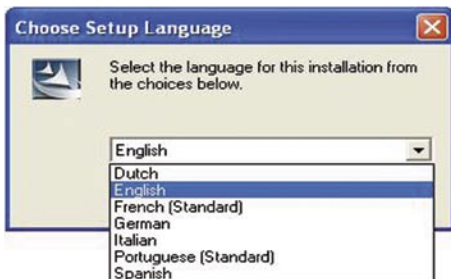 Choose Setup Language
Select the language for this installation from
the choices below.
English
Dutch
English
French (Standard)
German
Italian
Portuguese (Standard)
Spanish